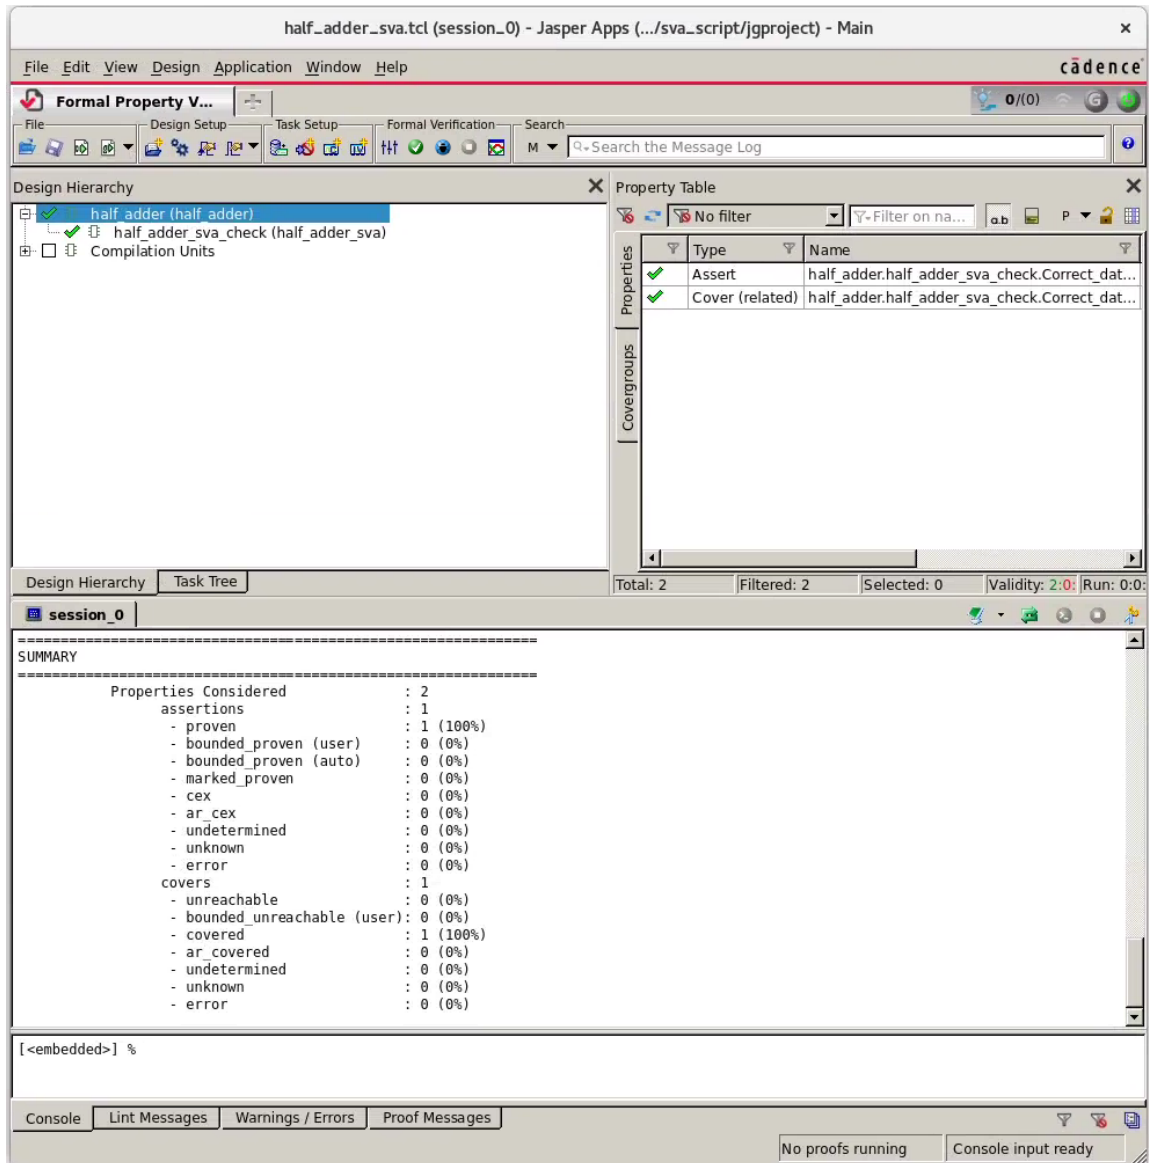 half_adder_sva.tcl (session_0) - Jasper Apps (.../sva_script/jgproject) - Main
File Edit View Design Application Window Help
cādence
Formal Property V...
0/(0)
G
File Design Setup Task Setup Formal Verification Search
M Search the Message Log
Design Hierarchy
half_adder (half_adder)
half_adder_sva_check (half_adder_sva)
Compilation Units
Design Hierarchy Task Tree
Property Table
No filter Filter on na... a.b P
Properties
Covergroups
Type Name
Assert half_adder.half_adder_sva_check.Correct_dat...
Cover (related) half_adder.half_adder_sva_check.Correct_dat...
Total: 2 Filtered: 2 Selected: 0 Validity: 2:0: Run: 0:0:
session_0
===============================================================
SUMMARY
===============================================================
Properties Considered : 2
assertions : 1
- proven : 1 (100%)
- bounded_proven (user) : 0 (0%)
- bounded_proven (auto) : 0 (0%)
- marked_proven : 0 (0%)
- cex : 0 (0%)
- ar_cex : 0 (0%)
- undetermined : 0 (0%)
- unknown : 0 (0%)
- error : 0 (0%)
covers : 1
- unreachable : 0 (0%)
- bounded_unreachable (user): 0 (0%)
- covered : 1 (100%)
- ar_covered : 0 (0%)
- undetermined : 0 (0%)
- unknown : 0 (0%)
- error : 0 (0%)
[<embedded>] %
Console Lint Messages Warnings / Errors Proof Messages
No proofs running Console input ready